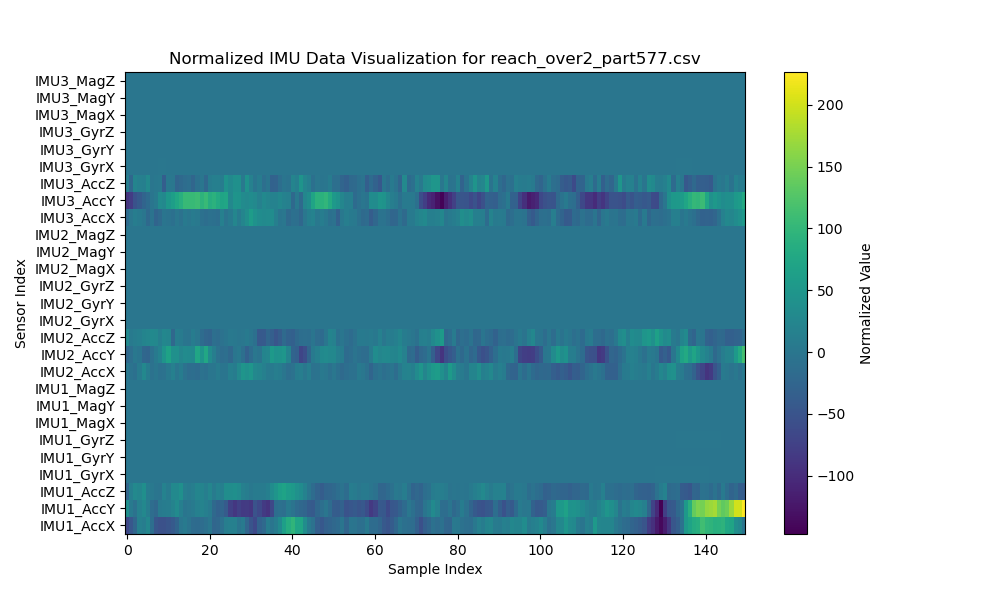 Normalized IMU Data Visualization for reach_over2_part577.csv
Sensor Index
IMU3_MagZ
IMU3_MagY
IMU3_MagX
IMU3_GyrZ
IMU3_GyrY
IMU3_GyrX
IMU3_AccZ
IMU3_AccY
IMU3_AccX
IMU2_MagZ
IMU2_MagY
IMU2_MagX
IMU2_GyrZ
IMU2_GyrY
IMU2_GyrX
IMU2_AccZ
IMU2_AccY
IMU2_AccX
IMU1_MagZ
IMU1_MagY
IMU1_MagX
IMU1_GyrZ
IMU1_GyrY
IMU1_GyrX
IMU1_AccZ
IMU1_AccY
IMU1_AccX
0 20 40 60 80 100 120 140
Sample Index
200
150
100
50
0
−50
−100
Normalized Value